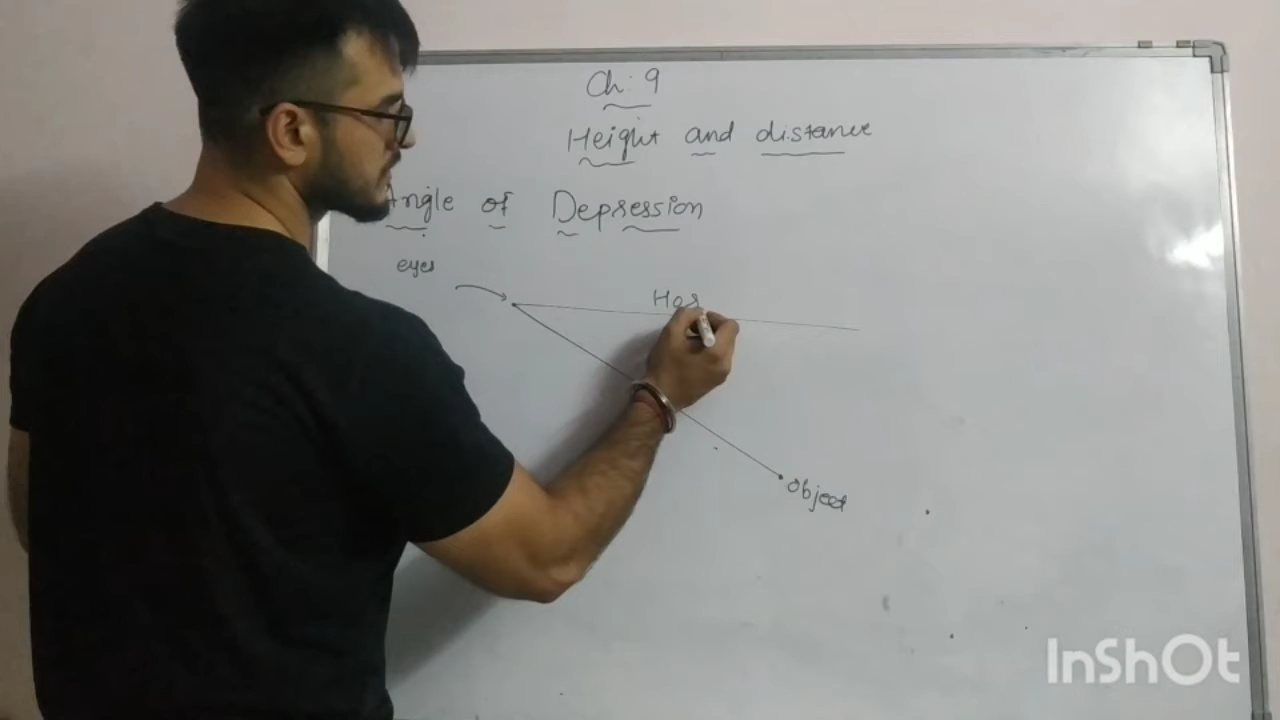 Ch: 9
Height and distance
Angle of Depression
eyes
Hor
Object
InShOt